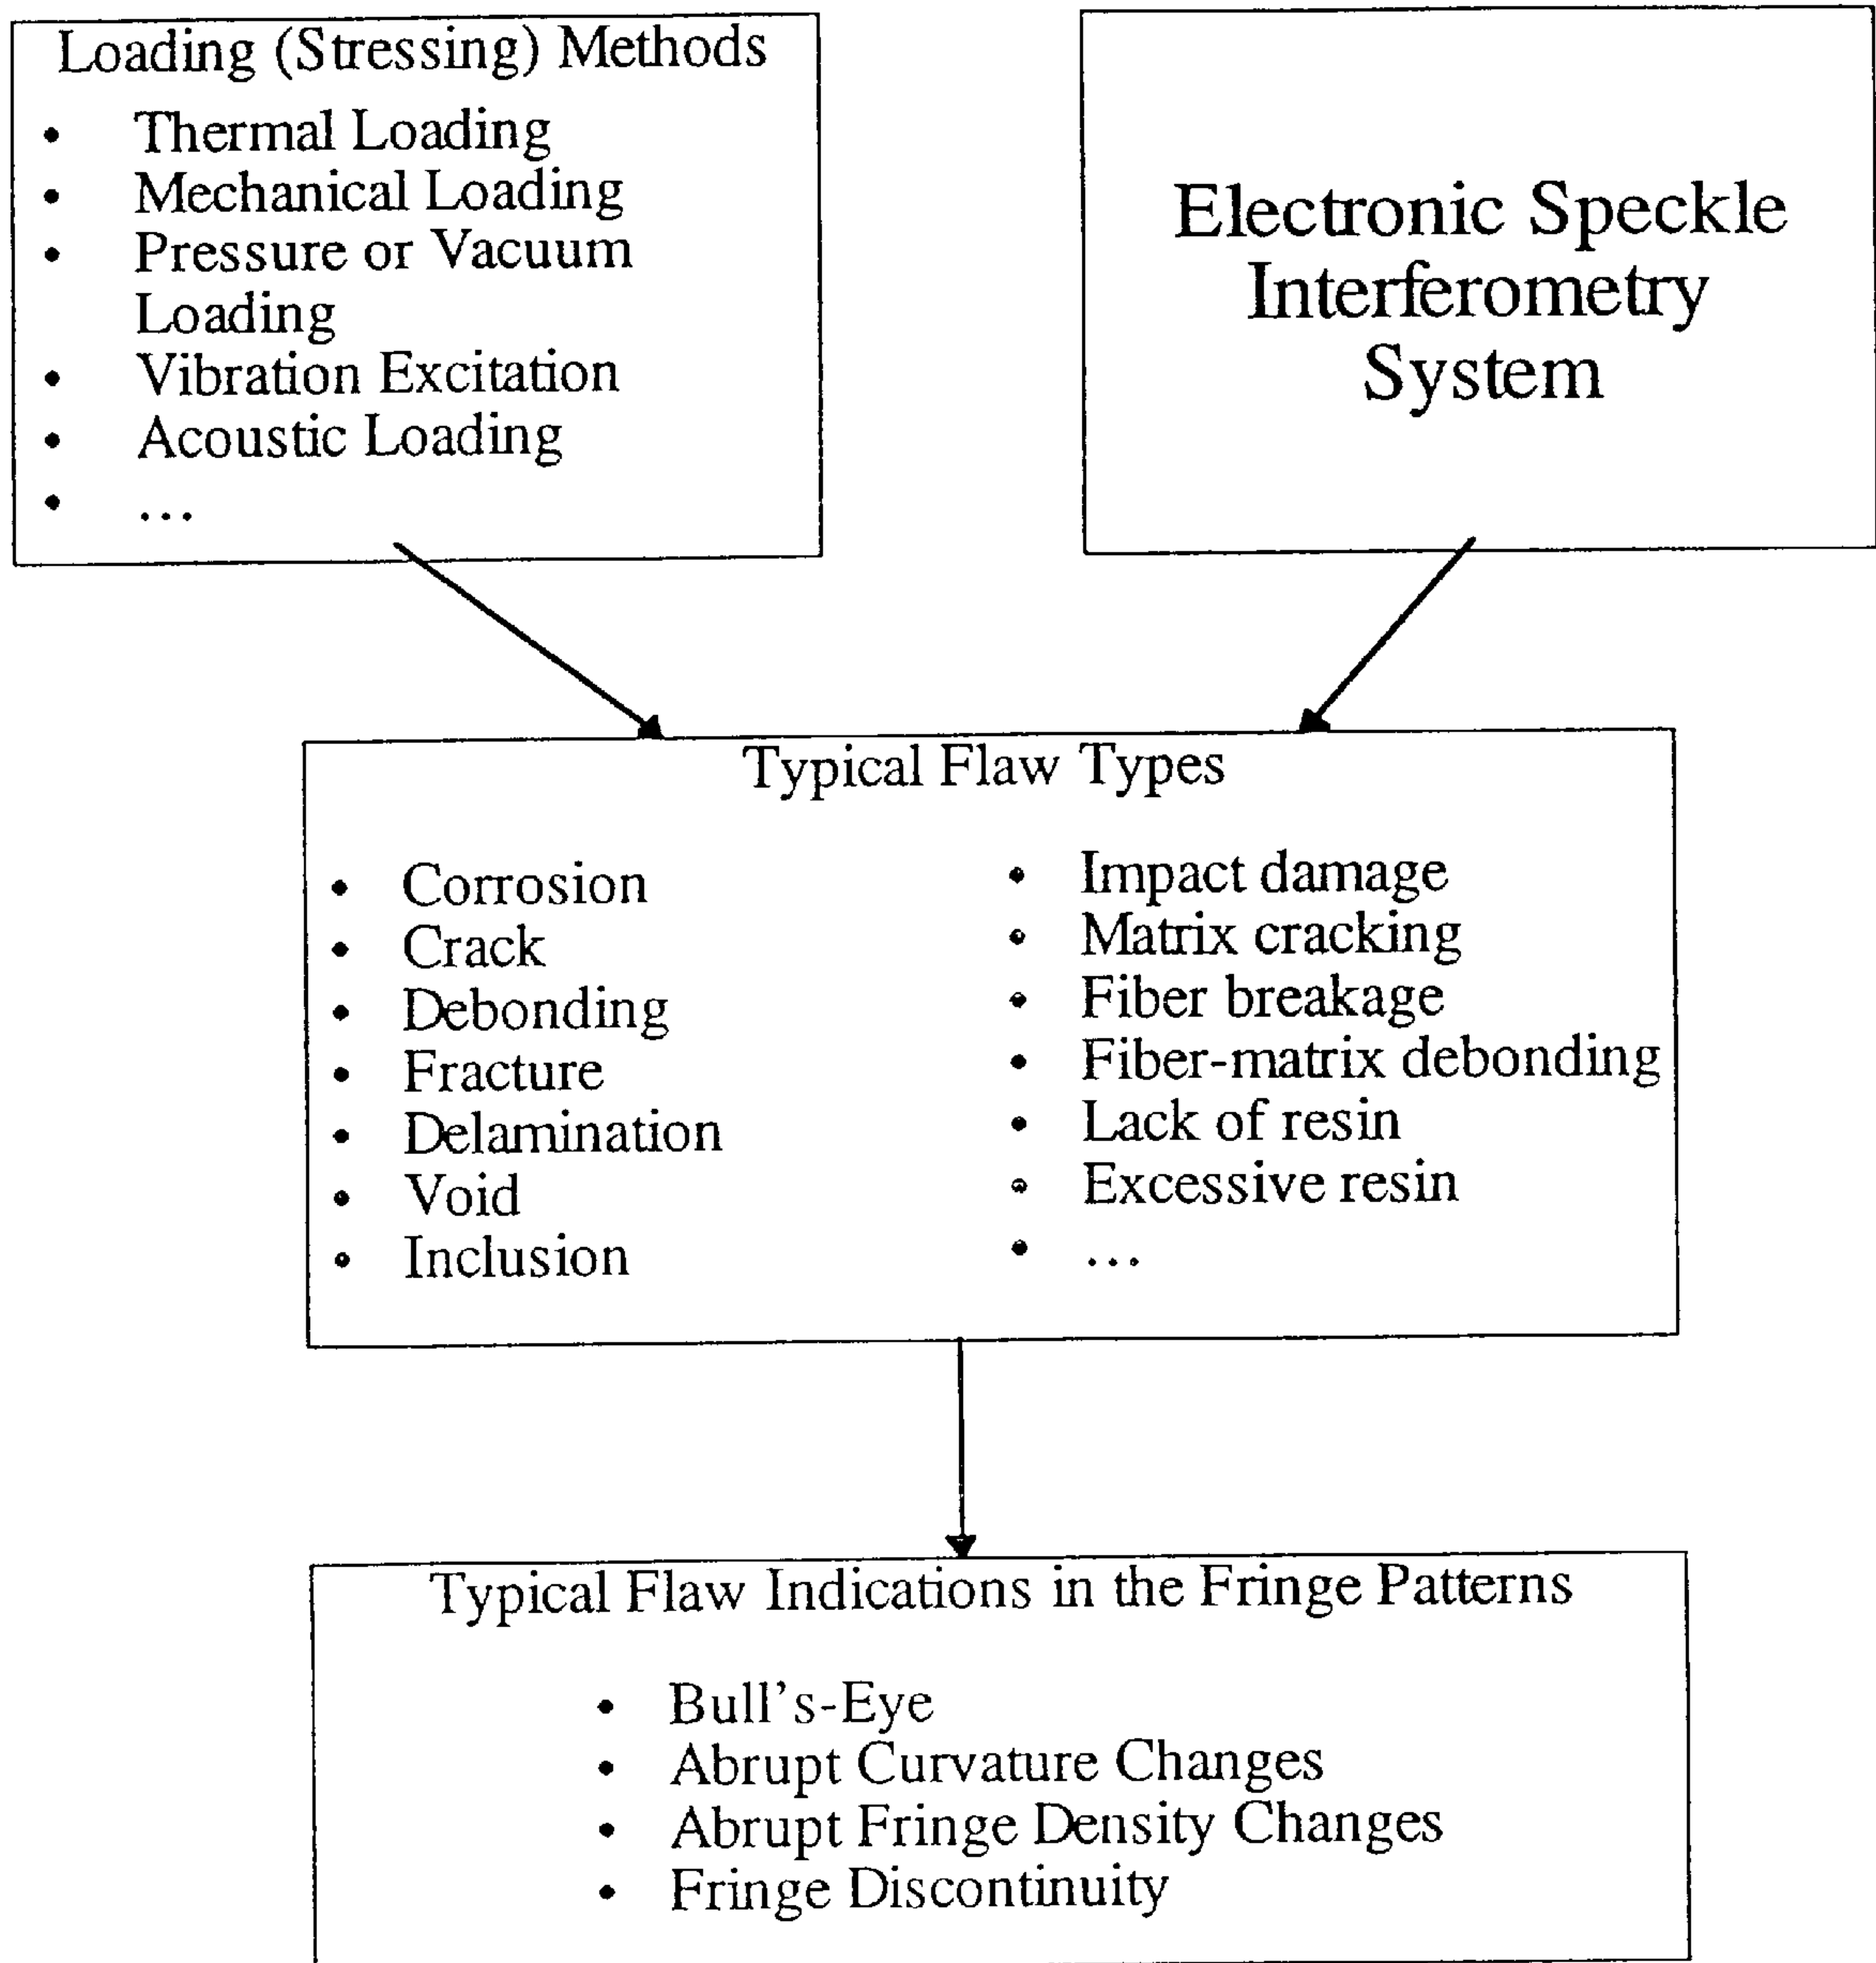 Loading (Stressing) Methods
• Thermal Loading
• Mechanical Loading
• Pressure or Vacuum
Loading
• Vibration Excitation
• Acoustic Loading
• ...
Electronic Speckle
Interferometry
System
Typical Flaw Types
• Corrosion
• Crack
• Debonding
• Fracture
• Delamination
• Void
• Inclusion
• Impact damage
• Matrix cracking
• Fiber breakage
• Fiber-matrix debonding
• Lack of resin
• Excessive resin
• ...
Typical Flaw Indications in the Fringe Patterns
• Bull's-Eye
• Abrupt Curvature Changes
• Abrupt Fringe Density Changes
• Fringe Discontinuity